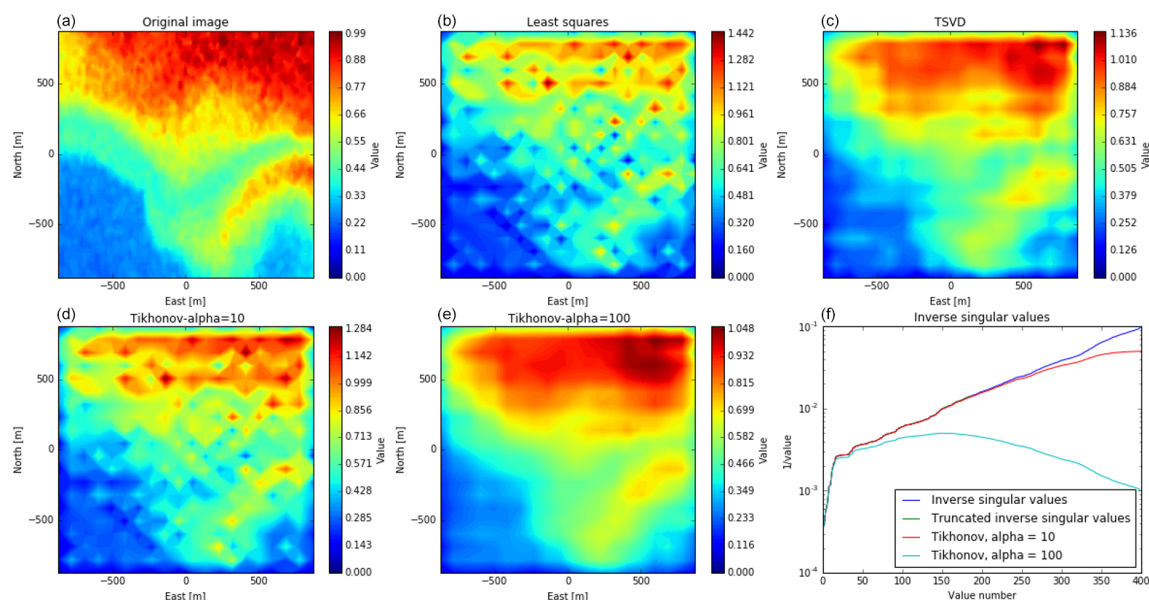 (a) Original image
0.99
0.88
0.77
0.66
0.55
0.44
0.33
0.22
0.11
0.00
Value
500
0
−500
North [m]
−500 0 500
East [m]
(b) Least squares
1.442
1.282
1.122
0.961
0.801
0.641
0.481
0.320
0.160
0.000
Value
500
0
−500
North [m]
−500 0 500
East [m]
(c) TSVD
1.136
1.010
0.884
0.757
0.631
0.505
0.379
0.252
0.126
0.000
Value
500
0
−500
North [m]
−500 0 500
East [m]
(d) Tikhonov-alpha=10
1.284
1.142
0.999
0.856
0.713
0.571
0.428
0.285
0.143
0.000
Value
500
0
−500
North [m]
−500 0 500
East [m]
(e) Tikhonov-alpha=100
1.048
0.931
0.815
0.698
0.582
0.466
0.349
0.233
0.116
0.000
Value
500
0
−500
North [m]
−500 0 500
East [m]
(f) Inverse singular values
10-1
10-2
10-3
10-4
1/value
Inverse singular values
Truncated inverse singular values
Tikhonov, alpha = 10
Tikhonov, alpha = 100
0 50 100 150 200 250 300 350 400
Value number